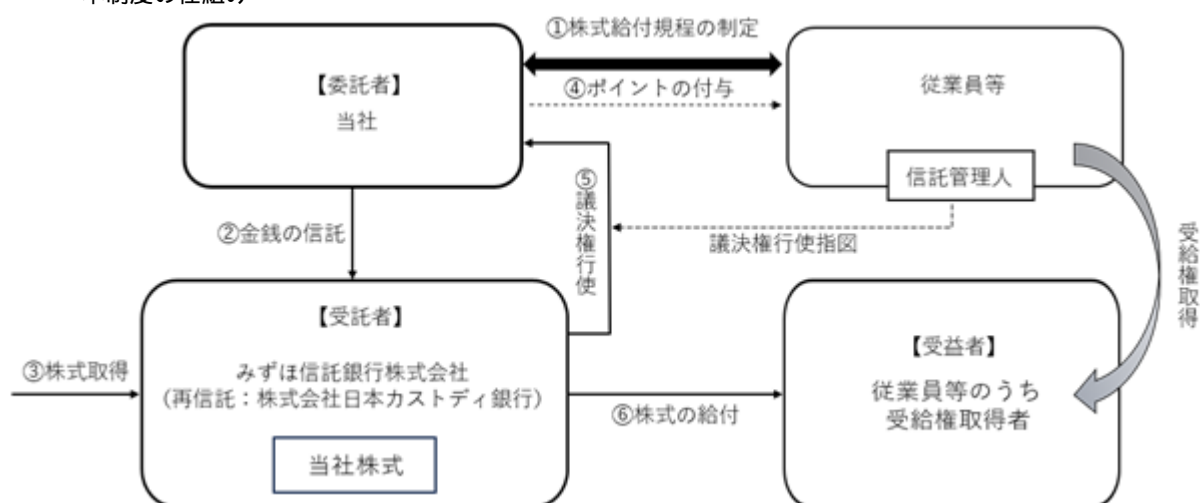 本制度の仕組み
①株式給付規程の制定
【委託者】
当社
④ポイントの付与
従業員等
信託管理人
②金銭の信託
⑤議決権行使
議決権行使指図
受給権取得
【受託者】
みずほ信託銀行株式会社
(再信託：株式会社日本カストディ銀行)
当社株式
③株式取得
⑥株式の給付
【受益者】
従業員等のうち
受給権取得者